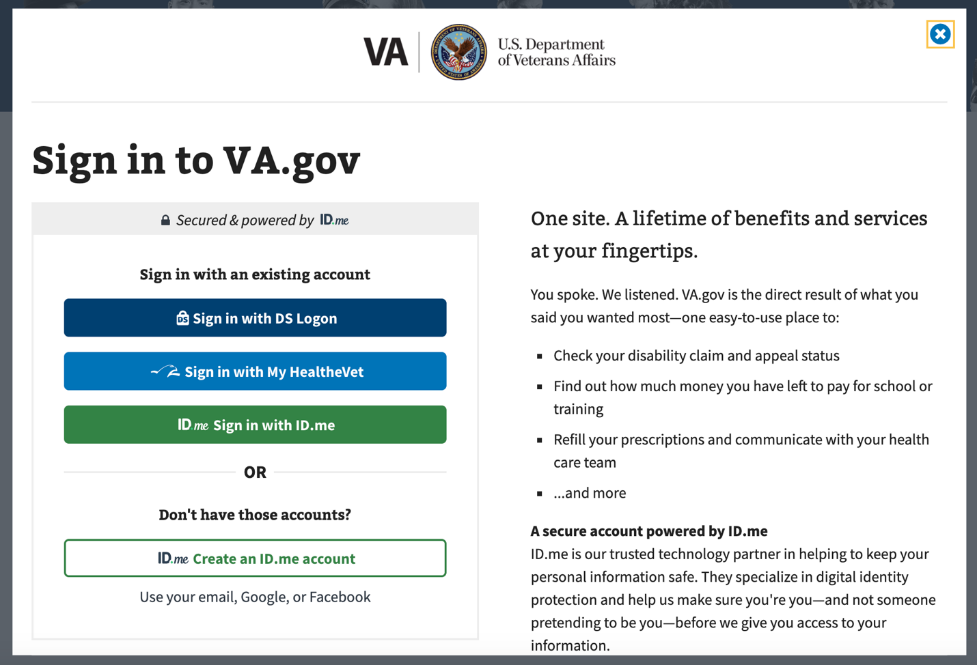 VA
U.S. Department
of Veterans Affairs
Sign in to VA.gov
Secured & powered by ID.me
Sign in with an existing account
DS Sign in with DS Logon
Sign in with My HealtheVet
ID.me Sign in with ID.me
OR
Don't have those accounts?
ID.me Create an ID.me account
Use your email, Google, or Facebook
One site. A lifetime of benefits and services
at your fingertips.
You spoke. We listened. VA.gov is the direct result of what you
said you wanted most—one easy-to-use place to:
▪ Check your disability claim and appeal status
▪ Find out how much money you have left to pay for school or
training
▪ Refill your prescriptions and communicate with your health
care team
▪ ...and more
A secure account powered by ID.me
ID.me is our trusted technology partner in helping to keep your
personal information safe. They specialize in digital identity
protection and help us make sure you're you—and not someone
pretending to be you—before we give you access to your
information.